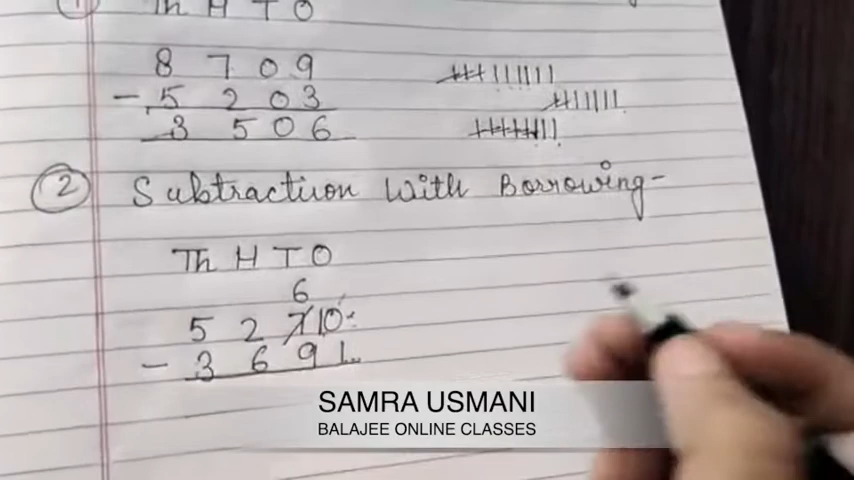 1 Th H T O
8 7 0 9
- 5 2 0 3
3 5 0 6
2 Subtraction With Borrowing-
Th H T O
6
5 2 7 10
- 3 6 9 1
SAMRA USMANI
BALAJEE ONLINE CLASSES